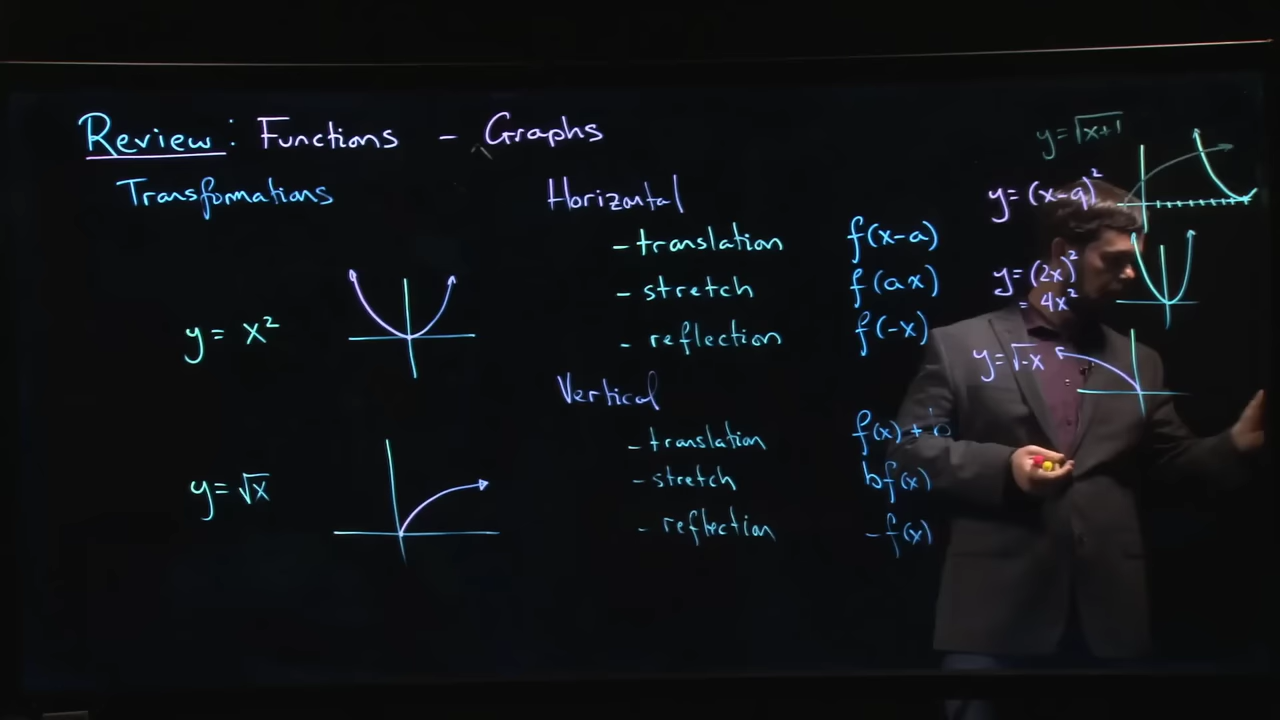 Review: Functions - Graphs
Transformations
y = x²
y = √x
Horizontal
- translation f(x-a)
- stretch f(ax)
- reflection f(-x)
Vertical
- translation f(x) + b
- stretch bf(x)
- reflection -f(x)
y = √x+1
y = (x-9)²
y = (2x)²
= 4x²
y = √-x